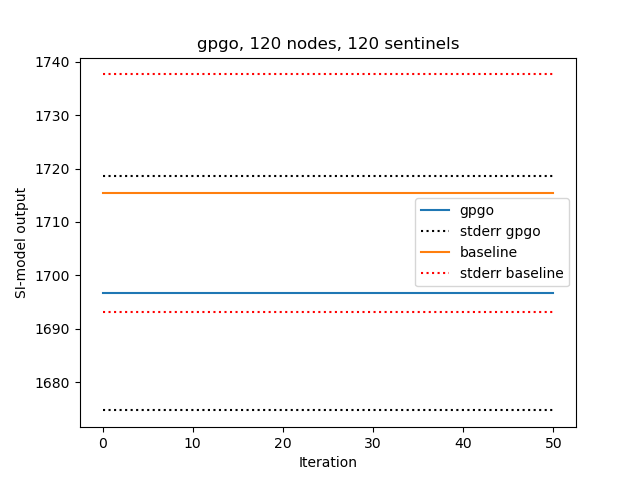 gpgo, 120 nodes, 120 sentinels
SI-model output
1740
1730
1720
1710
1700
1690
1680
gpgo
stderr gpgo
baseline
stderr baseline
0 10 20 30 40 50
Iteration